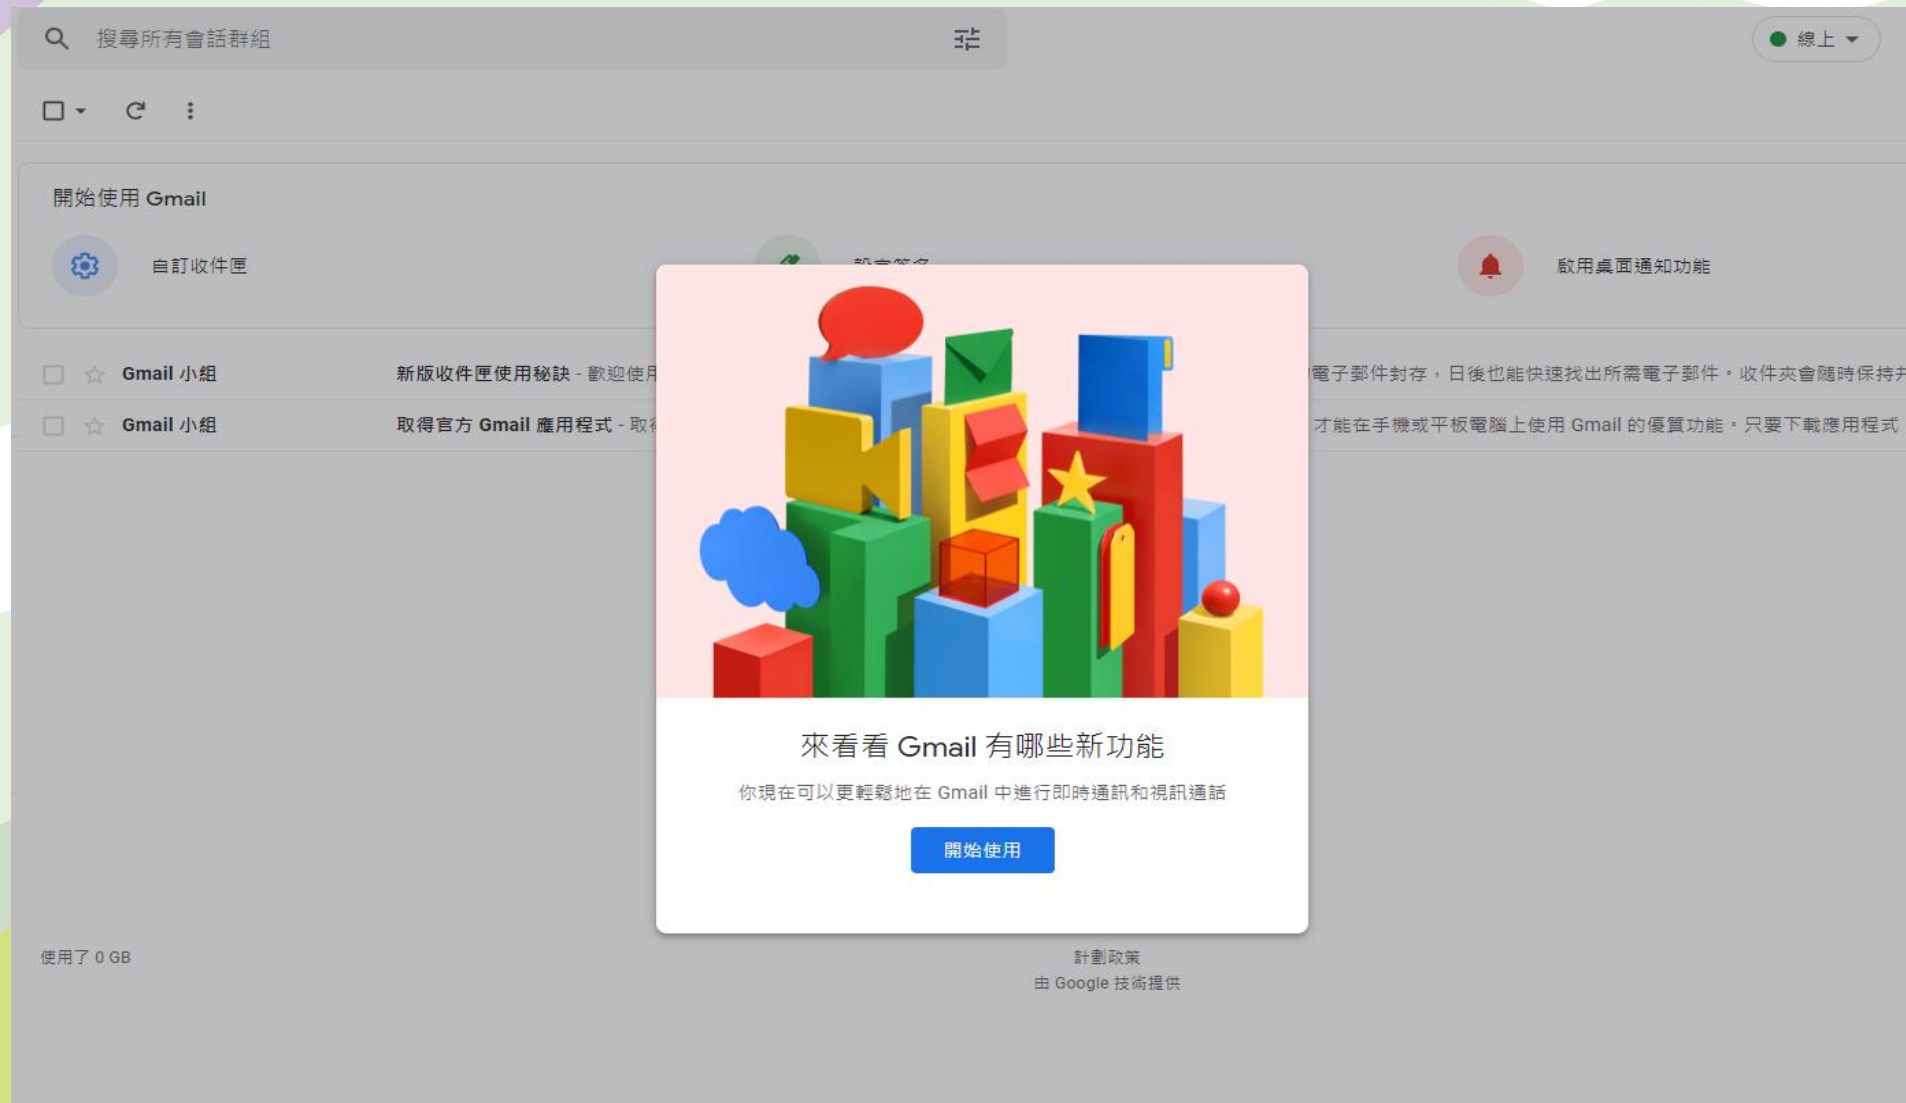 搜尋所有會話群組
線上
開始使用 Gmail
自訂收件匣
啟用桌面通知功能
Gmail 小組 新版收件匣使用秘訣 - 歡迎使用 電子郵件封存，日後也能快速找出所需電子郵件。收件夾會隨時保持井
Gmail 小組 取得官方 Gmail 應用程式 - 取得 才能在手機或平板電腦上使用 Gmail 的優質功能。只要下載應用程式
來看看 Gmail 有哪些新功能
你現在可以更輕鬆地在 Gmail 中進行即時通訊和視訊通話
開始使用
使用了 0 GB
計劃政策
由 Google 技術提供